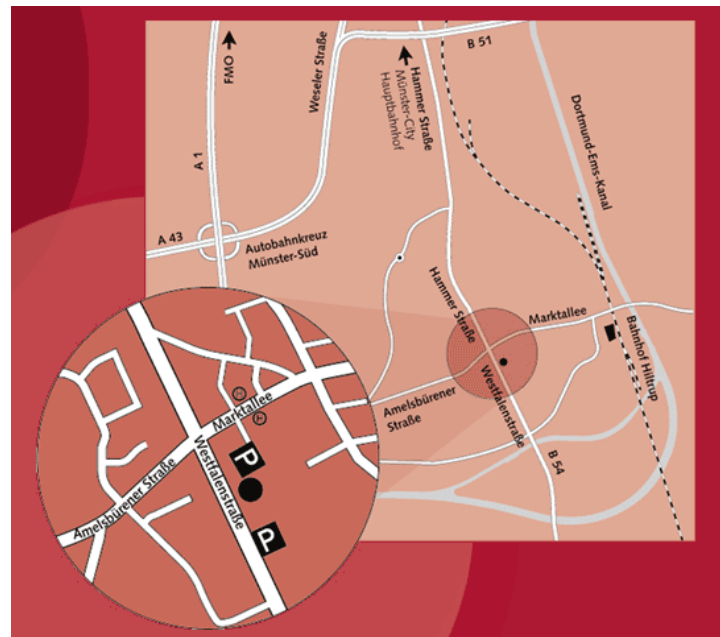 FMO
Weseler Straße
Hammer Straße
Münster-City
Hauptbahnhof
B 51
Dortmund-Ems-Kanal
A 1
A 43
Autobahnkreuz
Münster-Süd
Hammer Straße
Marktallee
Bahnhof Hiltrup
Amelsbürener
Straße
Westfalenstraße
B 54
H
H
Marktallee
Amelsbürener Straße
Westfalenstraße
P
P